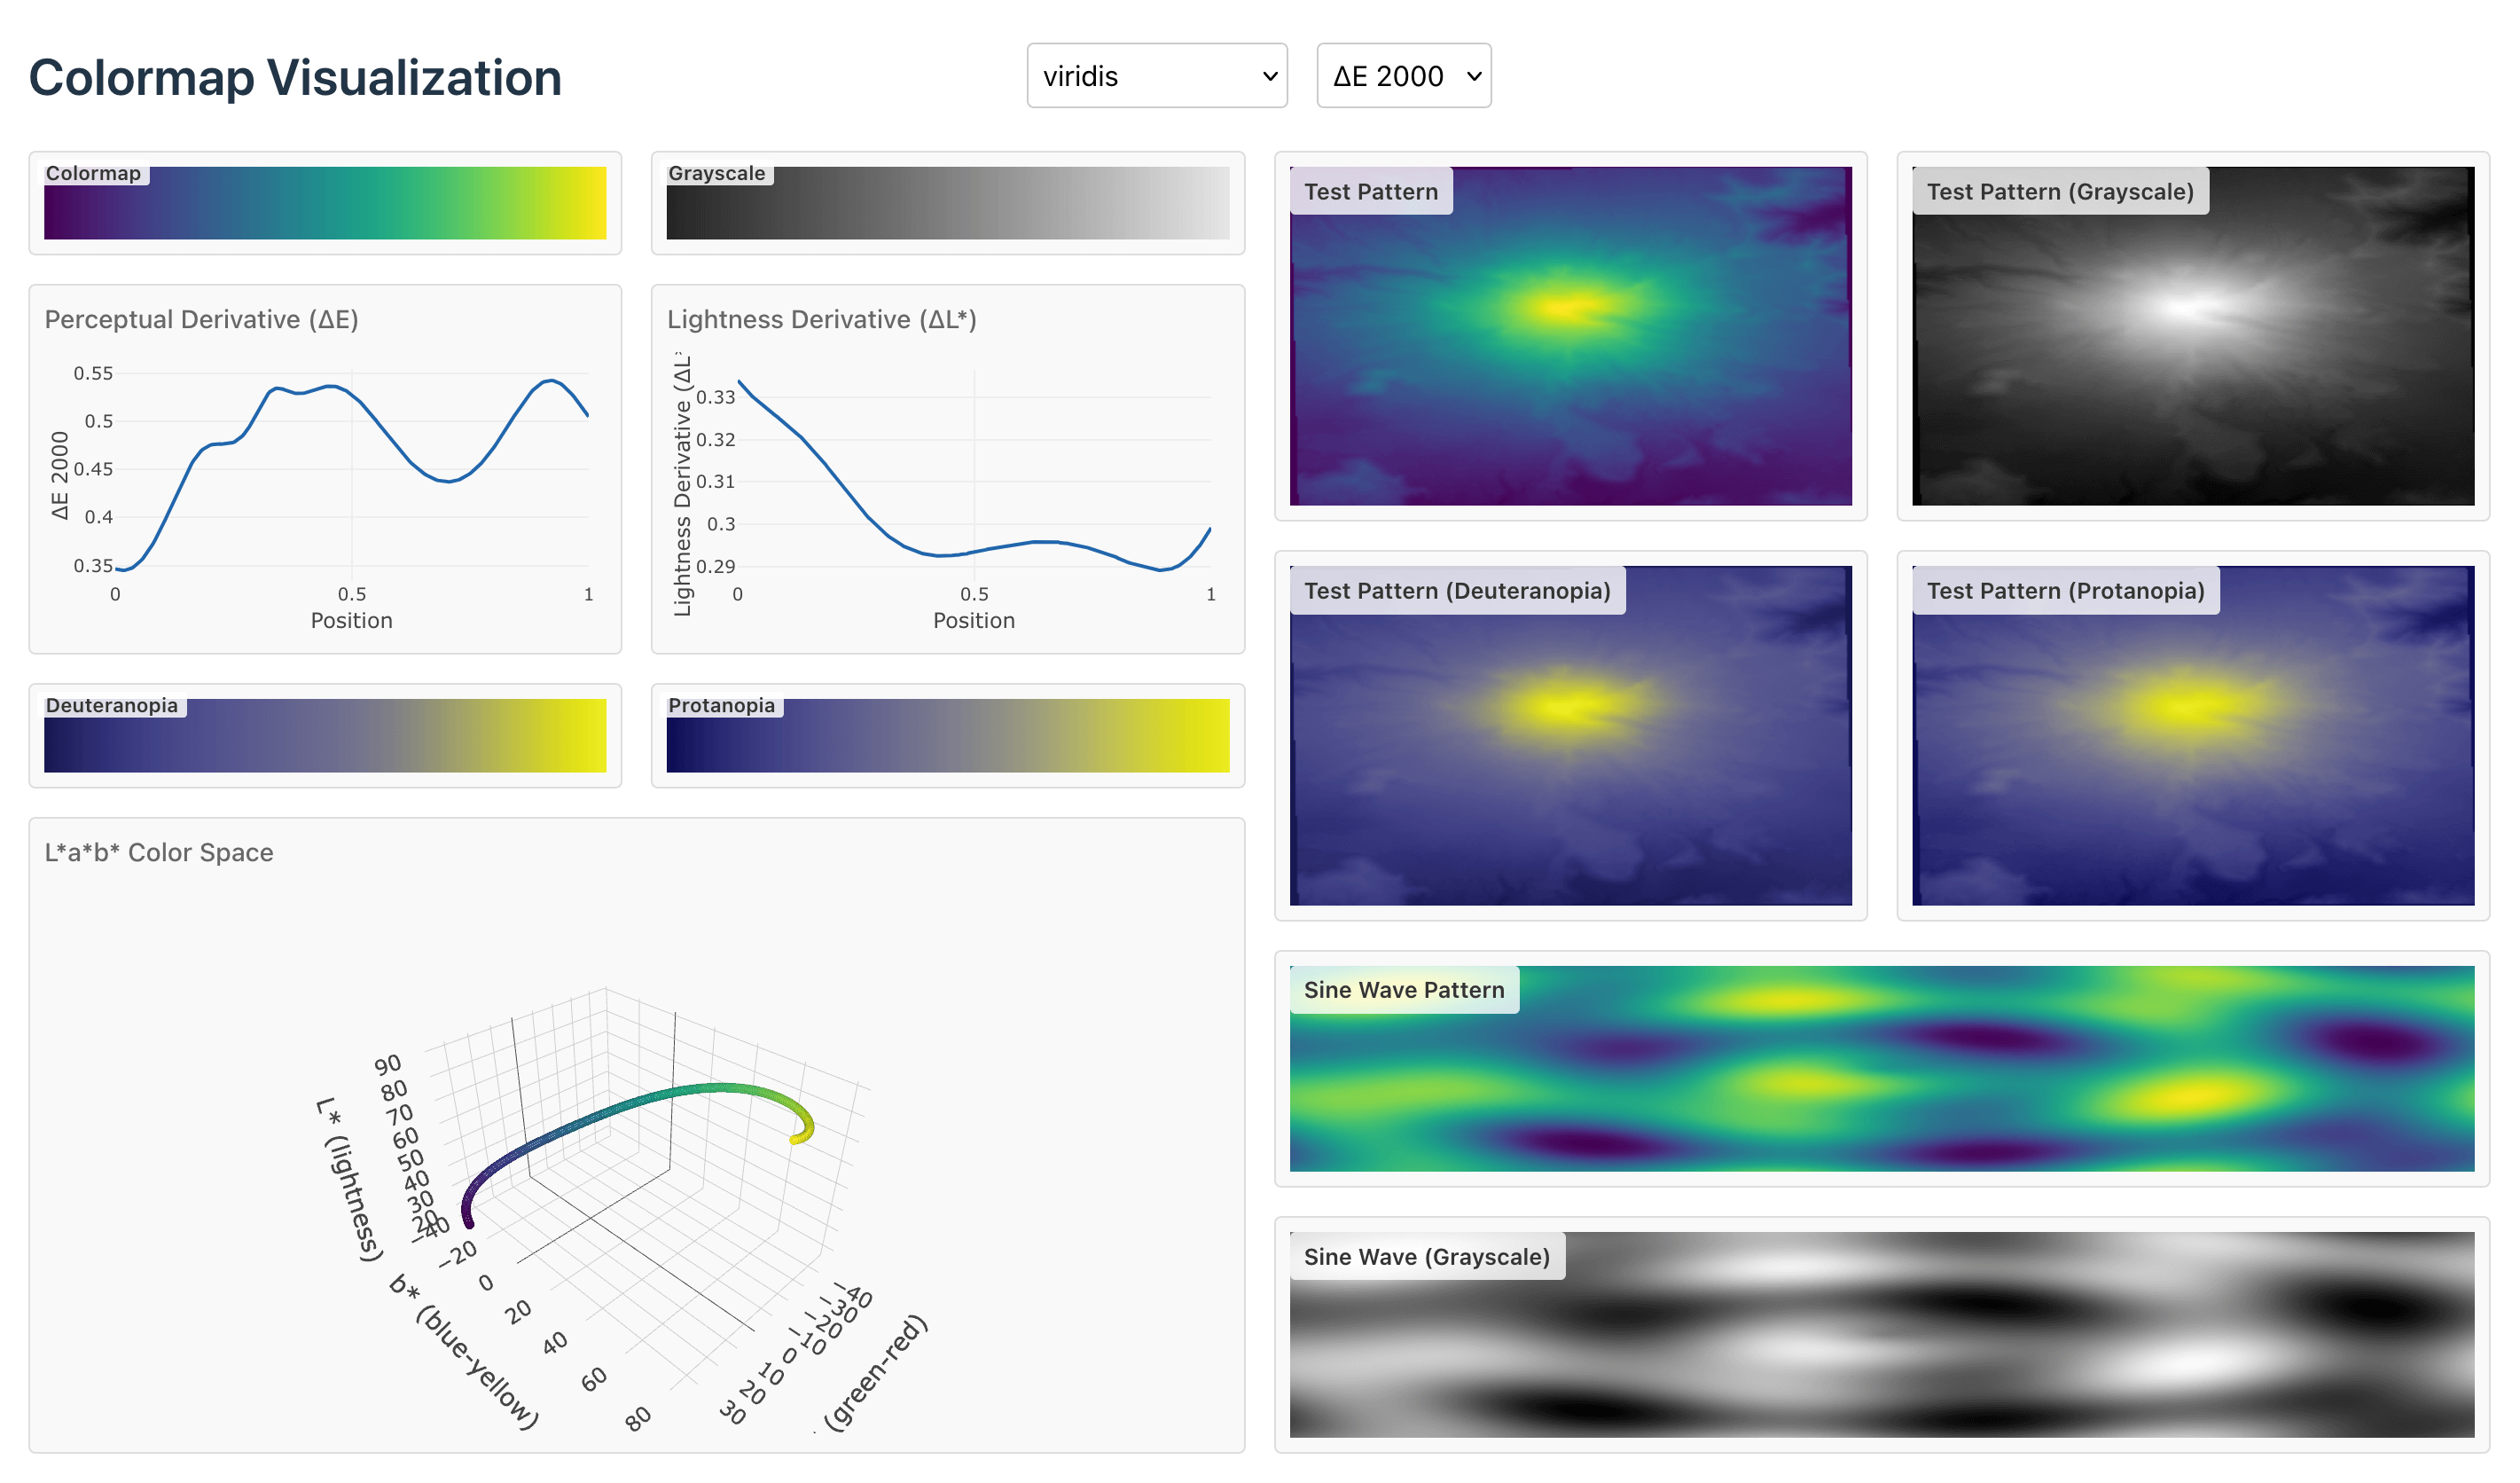 Colormap Visualization
viridis
ΔE 2000
Colormap
Grayscale
Perceptual Derivative (ΔE)
0.55
0.5
0.45
0.4
0.35
ΔE 2000
0
0.5
1
Position
Lightness Derivative (ΔL*)
0.33
0.32
0.31
0.3
0.29
Lightness Derivative (ΔL*
0
0.5
1
Position
Deuteranopia
Protanopia
L*a*b* Color Space
90
80
70
60
50
40
30
20
L* (lightness)
−40
−20
0
20
40
60
80
b* (blue-yellow)
−40
−30
−20
−10
0
10
20
30
(green-red)
Test Pattern
Test Pattern (Grayscale)
Test Pattern (Deuteranopia)
Test Pattern (Protanopia)
Sine Wave Pattern
Sine Wave (Grayscale)